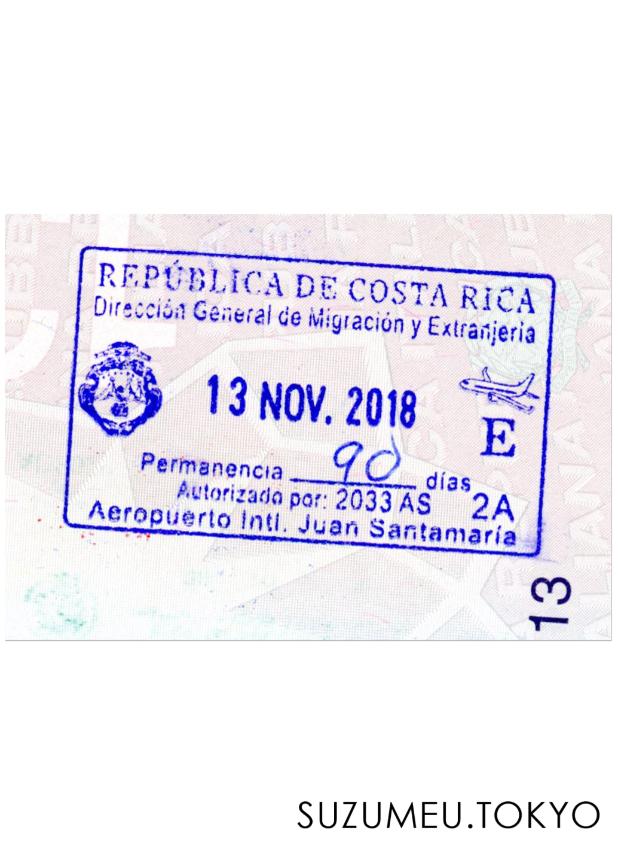 REPÚBLICA DE COSTA RICA
Dirección General de Migración y Extranjeria
13 NOV. 2018
E
Permanencia 90 días
Autorizado por: 2033 AS 2A
Aeropuerto Intl. Juan Santamaría
13
SUZUMEU.TOKYO